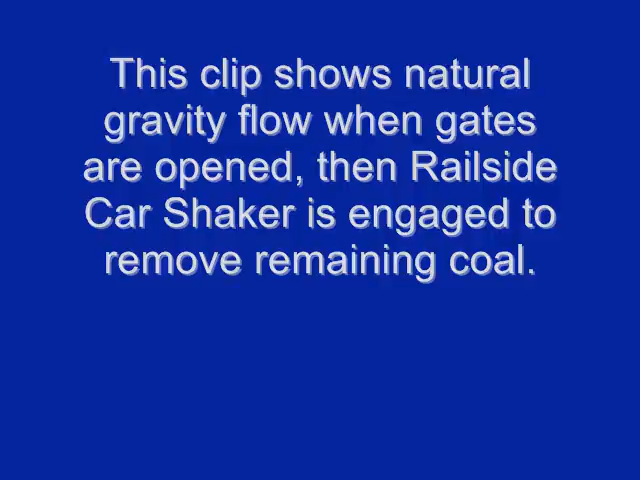 This clip shows natural
gravity flow when gates
are opened, then Railside
Car Shaker is engaged to
remove remaining coal.